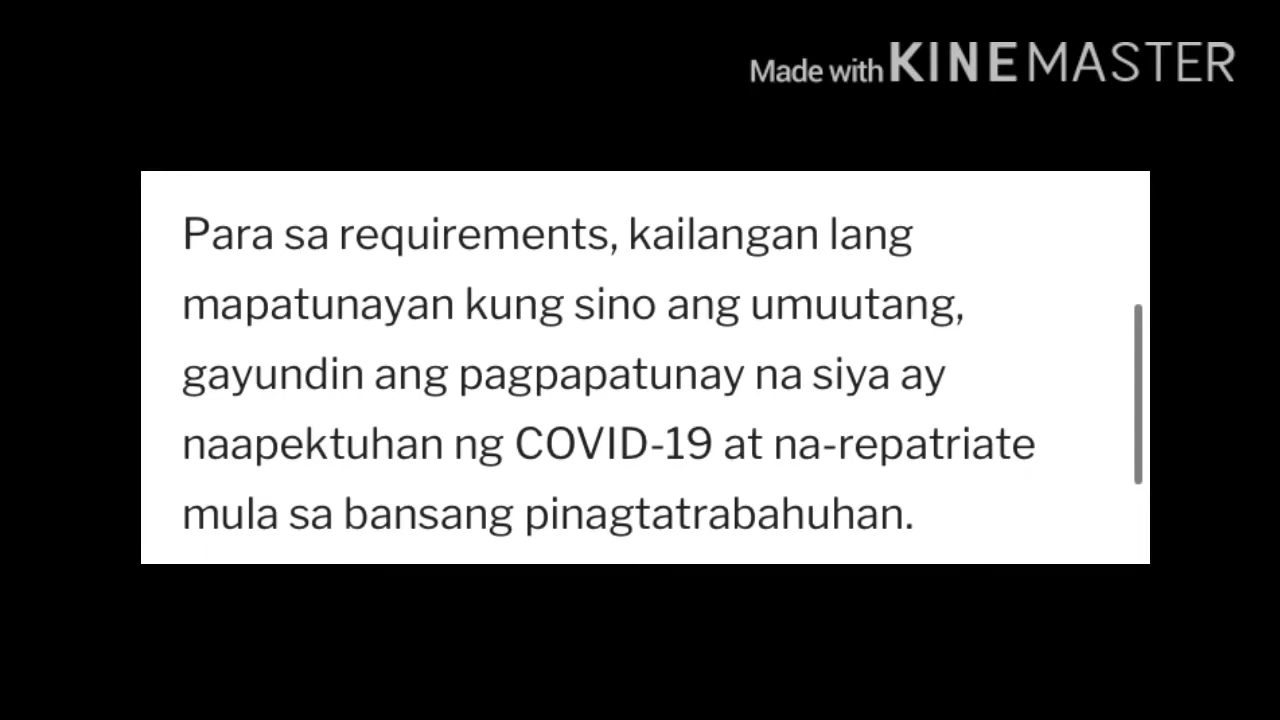 Made with KINEMASTER
Para sa requirements, kailangan lang
mapatunayan kung sino ang umuutang,
gayundin ang pagpapatunay na siya ay
naapektuhan ng COVID-19 at na-repatriate
mula sa bansang pinagtatrabahuhan.